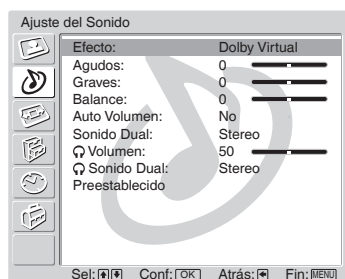 Ajuste del Sonido
Efecto: Dolby Virtual
Agudos: 0
Graves: 0
Balance: 0
Auto Volumen: No
Sonido Dual: Stereo
Volumen: 50
Sonido Dual: Stereo
Preestablecido
Sel: Conf: OK Atrás: Fin: MENU